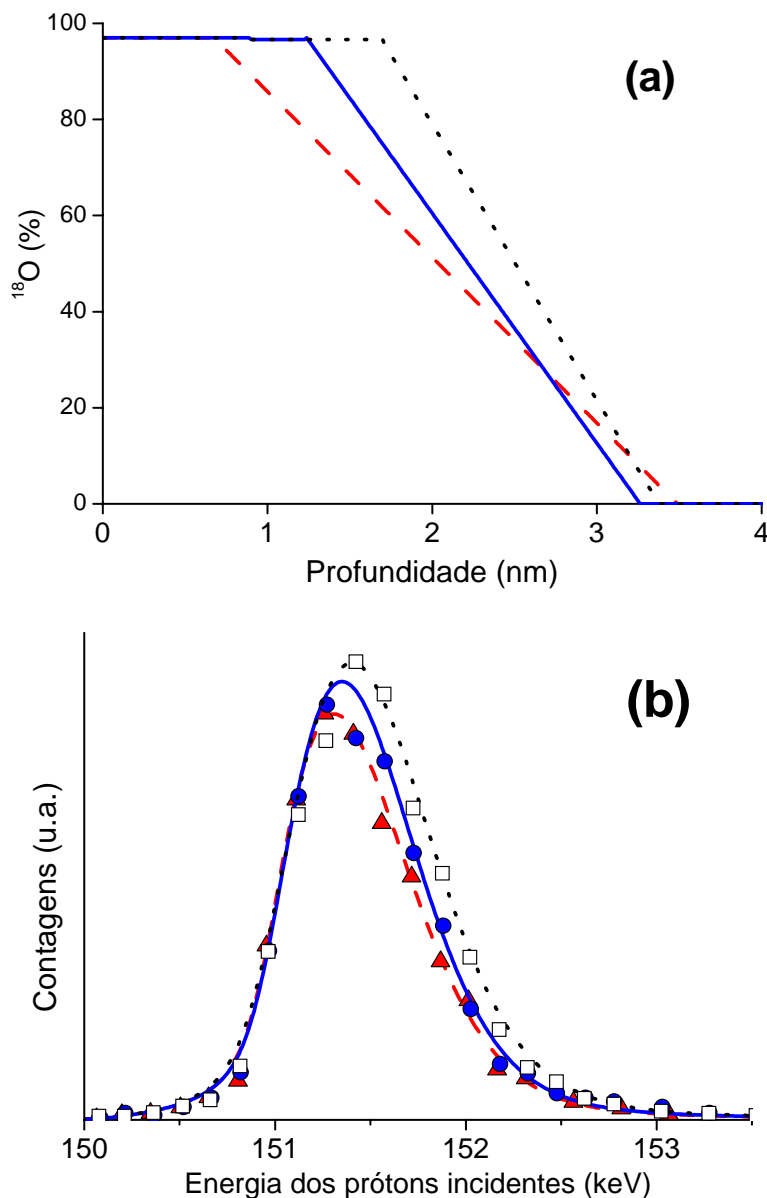 100
80
60
40
20
0
¹⁸O (%)
(a)
0 1 2 3 4
Profundidade (nm)
(b)
Contagens (u.a.)
150 151 152 153
Energia dos prótons incidentes (keV)